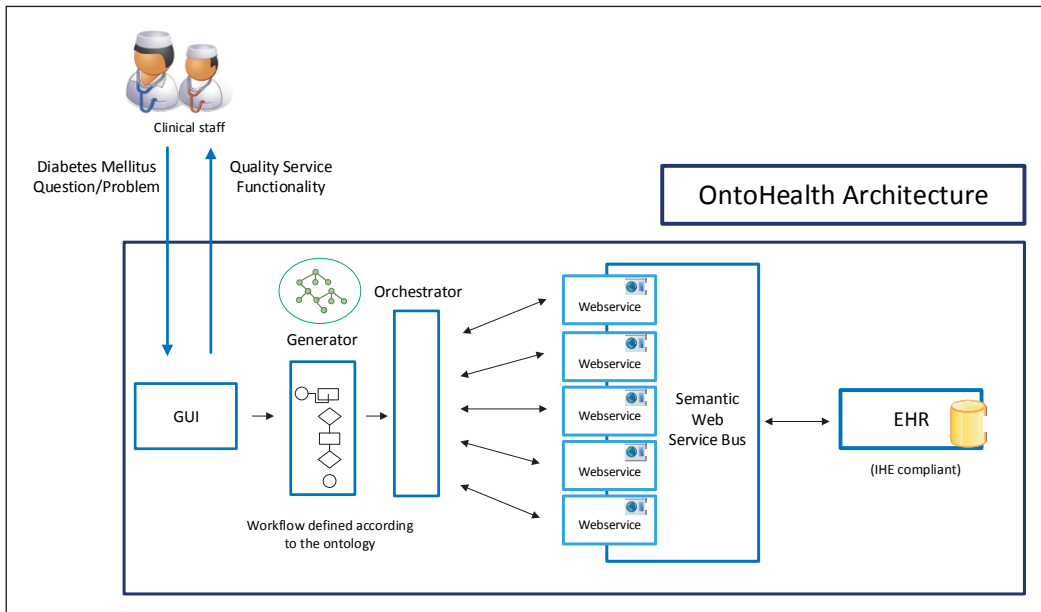 Clinical staff
Diabetes Mellitus
Question/Problem
Quality Service
Functionality
OntoHealth Architecture
Orchestrator
Generator
GUI
Webservice
Webservice
Webservice
Webservice
Webservice
Semantic
Web
Service Bus
EHR
(IHE compliant)
Workflow defined according
to the ontology